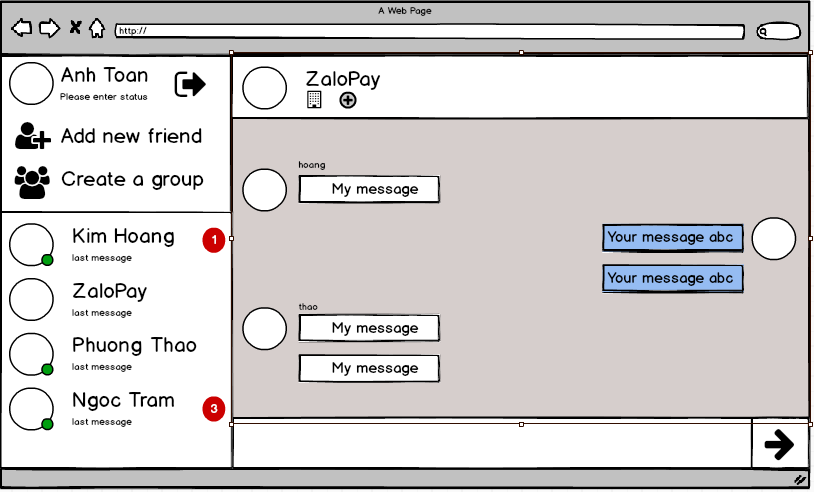 A Web Page
http://
Anh Toan
Please enter status
Add new friend
Create a group
Kim Hoang
last message
1
ZaloPay
last message
Phuong Thao
last message
Ngoc Tram
last message
3
ZaloPay
hoang
My message
Your message abc
Your message abc
thao
My message
My message